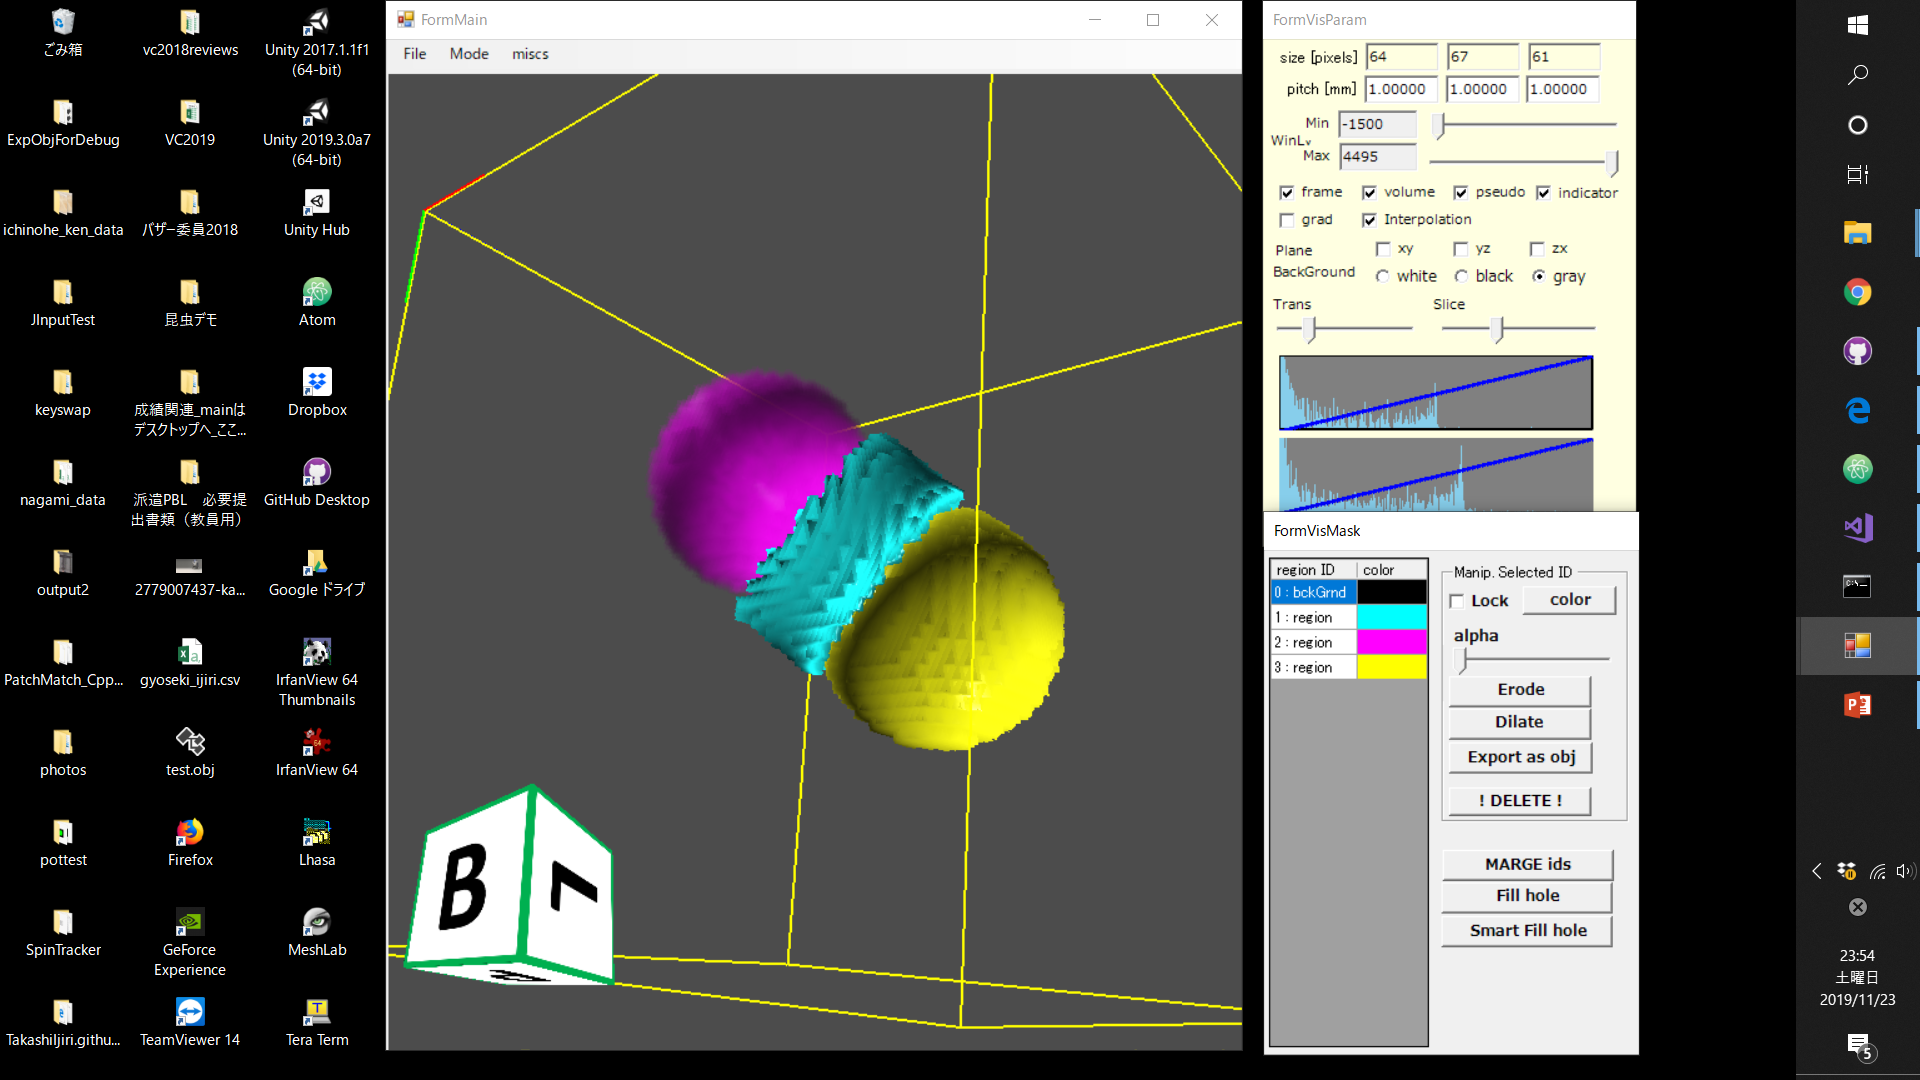 ごみ箱
vc2018reviews
Unity 2017.1.1f1
(64-bit)
ExpObjForDebug
VC2019
Unity 2019.3.0a7
(64-bit)
ichinohe_ken_data
バザー委員2018
Unity Hub
JInputTest
昆虫デモ
Atom
keyswap
成績関連_mainは
デスクトップへ_ここ...
Dropbox
nagami_data
派遣PBL　必要提
出書類（教員用）
GitHub Desktop
output2
2779007437-ka...
Google ドライブ
PatchMatch_Cpp...
gyoseki_ijiri.csv
IrfanView 64
Thumbnails
photos
test.obj
IrfanView 64
pottest
Firefox
Lhasa
SpinTracker
GeForce
Experience
MeshLab
TakashiIjiri.githu...
TeamViewer 14
Tera Term
FormMain
File Mode miscs
B
FormVisParam
size [pixels] 64 67 61
pitch [mm] 1.00000 1.00000 1.00000
Min -1500
WinLv
Max 4495
frame volume pseudo indicator
grad Interpolation
Plane xy yz zx
BackGround white black gray
Trans Slice
FormVisMask
region ID color
0 : bckGrnd
1 : region
2 : region
3 : region
Manip. Selected ID
Lock color
alpha
Erode
Dilate
Export as obj
! DELETE !
MARGE ids
Fill hole
Smart Fill hole
23:54
土曜日
2019/11/23
5